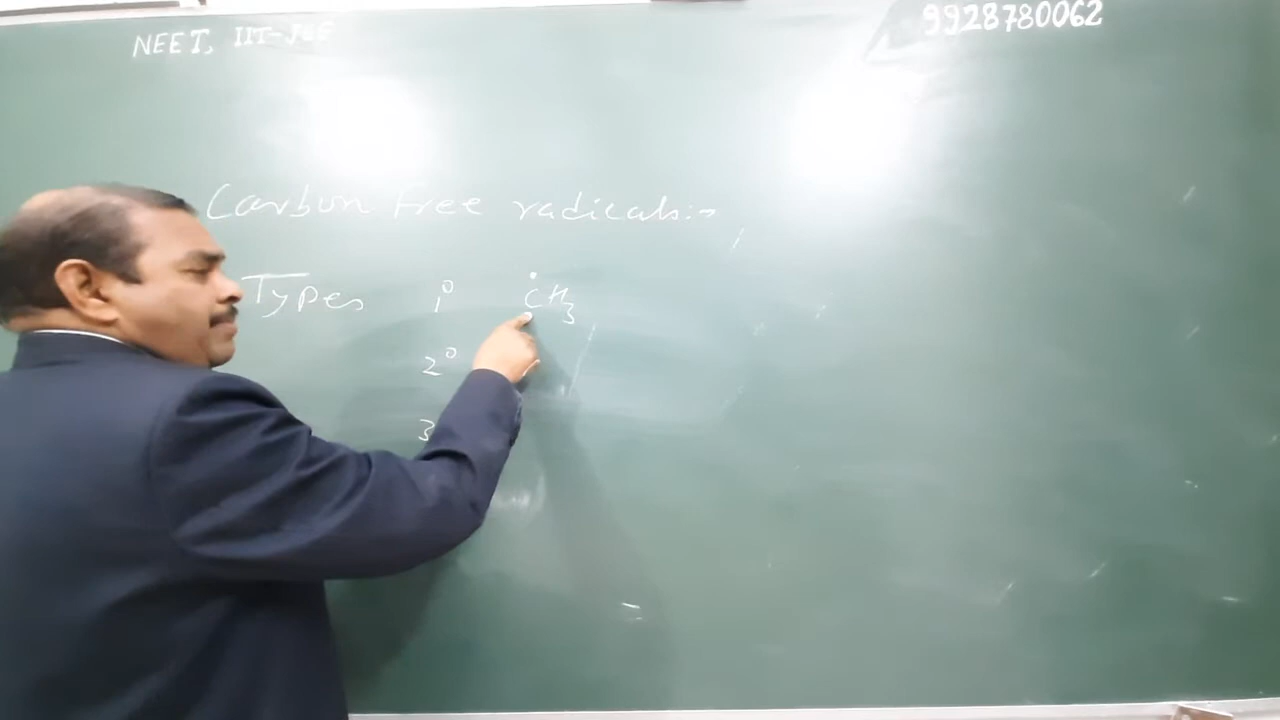 NEET, IIT-JEE
9928780062
Carbon free radicals:-
Types 1° ĊH3
2°
3